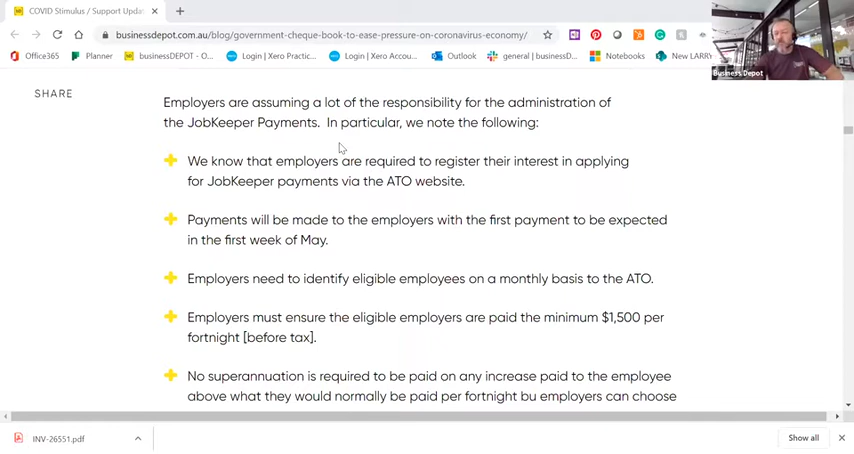 COVID Stimulus / Support Upda
businessdepot.com.au/blog/government-cheque-book-to-ease-pressure-on-coronavirus-economy/
Office365 Planner businessDEPOT - O... Login | Xero Practic... Login | Xero Accou... Outlook general | businessD... Notebooks New LARRY
Business Depot
SHARE
Employers are assuming a lot of the responsibility for the administration of
the JobKeeper Payments. In particular, we note the following:
We know that employers are required to register their interest in applying
for JobKeeper payments via the ATO website.
Payments will be made to the employers with the first payment to be expected
in the first week of May.
Employers need to identify eligible employees on a monthly basis to the ATO.
Employers must ensure the eligible employers are paid the minimum $1,500 per
fortnight [before tax].
No superannuation is required to be paid on any increase paid to the employee
above what they would normally be paid per fortnight bu employers can choose
INV-26551.pdf
Show all